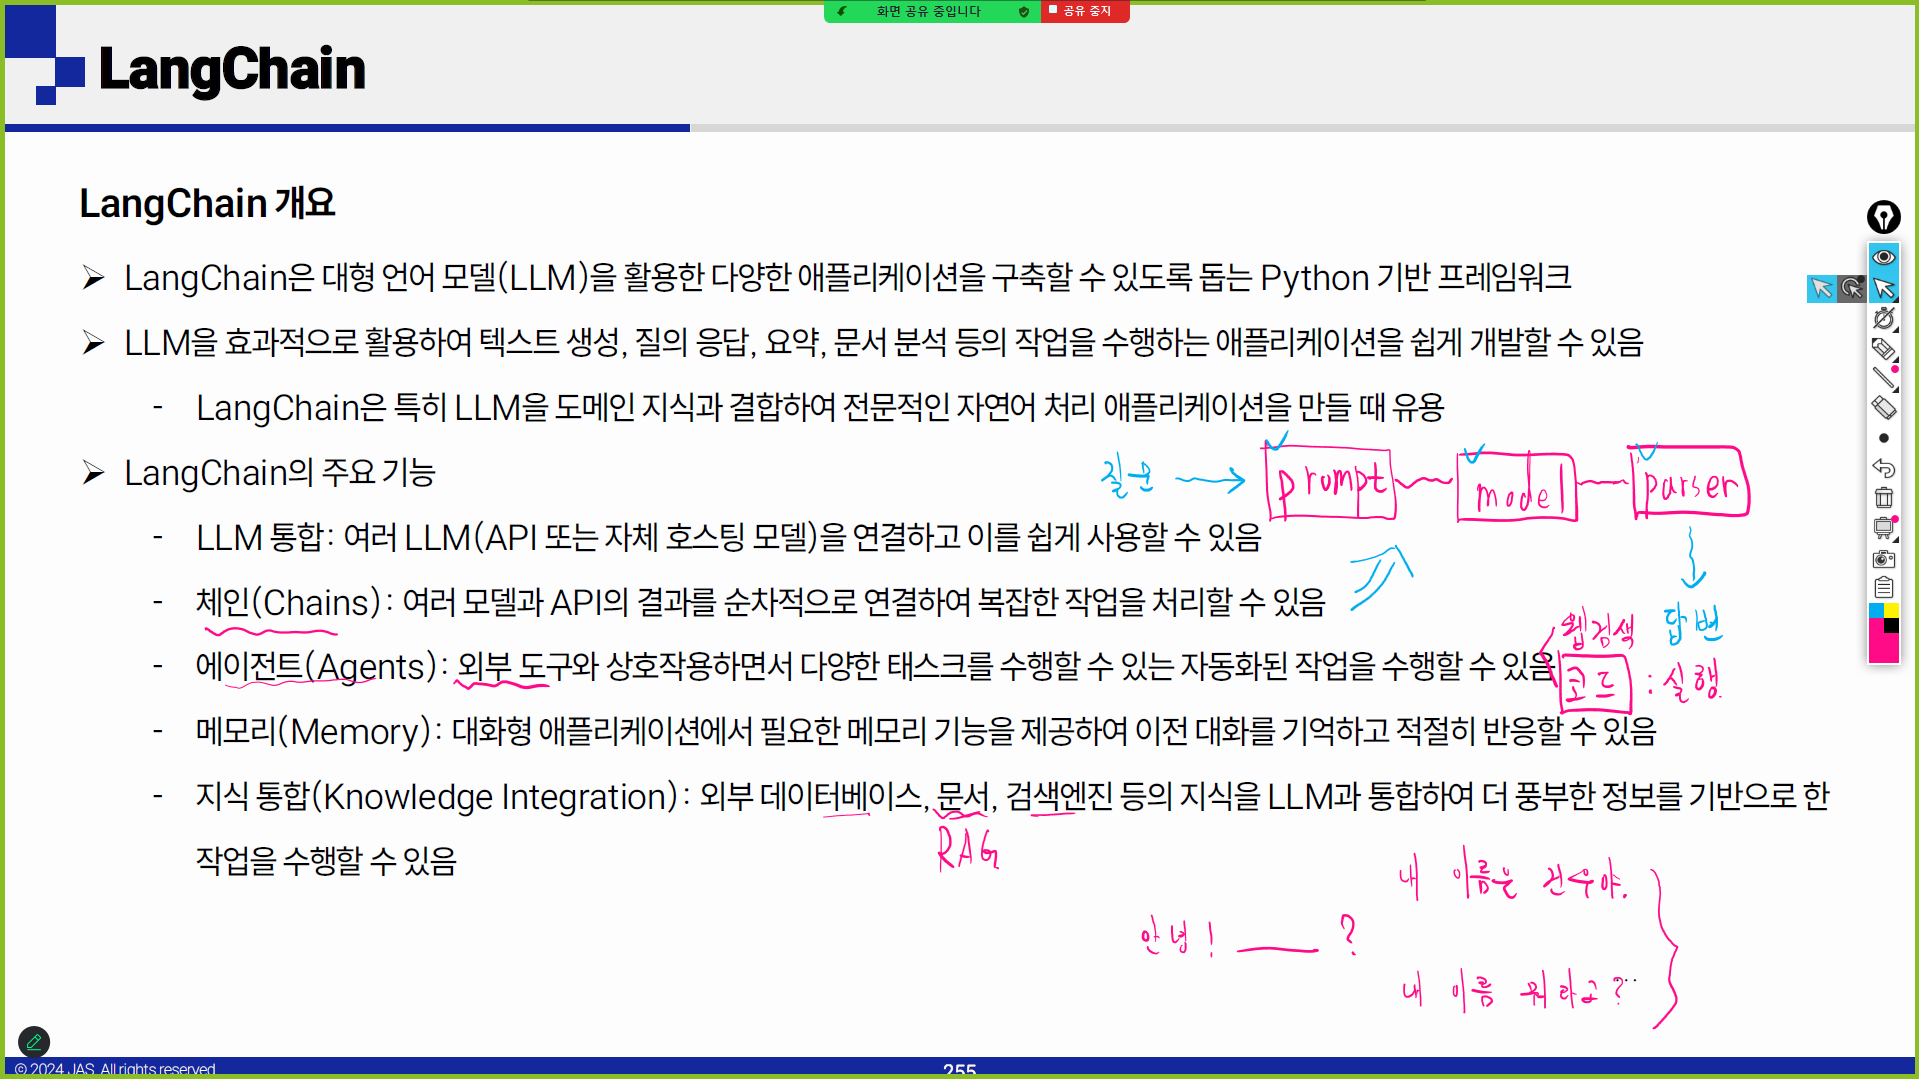 화면 공유 중입니다 공유 중지
LangChain
LangChain 개요
➢ LangChain은 대형 언어 모델(LLM)을 활용한 다양한 애플리케이션을 구축할 수 있도록 돕는 Python 기반 프레임워크
➢ LLM을 효과적으로 활용하여 텍스트 생성, 질의 응답, 요약, 문서 분석 등의 작업을 수행하는 애플리케이션을 쉽게 개발할 수 있음
- LangChain은 특히 LLM을 도메인 지식과 결합하여 전문적인 자연어 처리 애플리케이션을 만들 때 유용
➢ LangChain의 주요 기능
질문 → prompt model parser
- LLM 통합: 여러 LLM(API 또는 자체 호스팅 모델)을 연결하고 이를 쉽게 사용할 수 있음
- 체인(Chains): 여러 모델과 API의 결과를 순차적으로 연결하여 복잡한 작업을 처리할 수 있음
웹검색 답변
- 에이전트(Agents): 외부 도구와 상호작용하면서 다양한 태스크를 수행할 수 있는 자동화된 작업을 수행할 수 있음
코드 : 실행
- 메모리(Memory): 대화형 애플리케이션에서 필요한 메모리 기능을 제공하여 이전 대화를 기억하고 적절히 반응할 수 있음
- 지식 통합(Knowledge Integration): 외부 데이터베이스, 문서, 검색엔진 등의 지식을 LLM과 통합하여 더 풍부한 정보를 기반으로 한
작업을 수행할 수 있음
RAG
내 이름은 건우야.
안녕! ____ ?
내 이름 뭐라고?
© 2024 JAS. All rights reserved
255